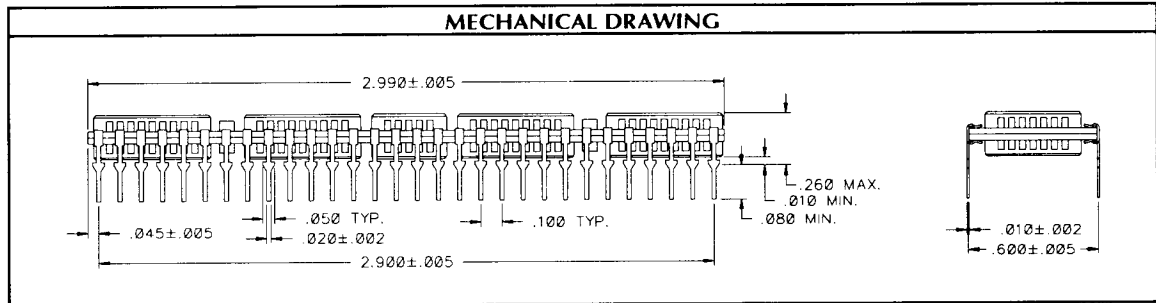 MECHANICAL DRAWING
2.990±.005
.260 MAX.
.010 MIN.
.080 MIN.
.050 TYP.
.100 TYP.
.045±.005
.020±.002
2.900±.005
.010±.002
.600±.005